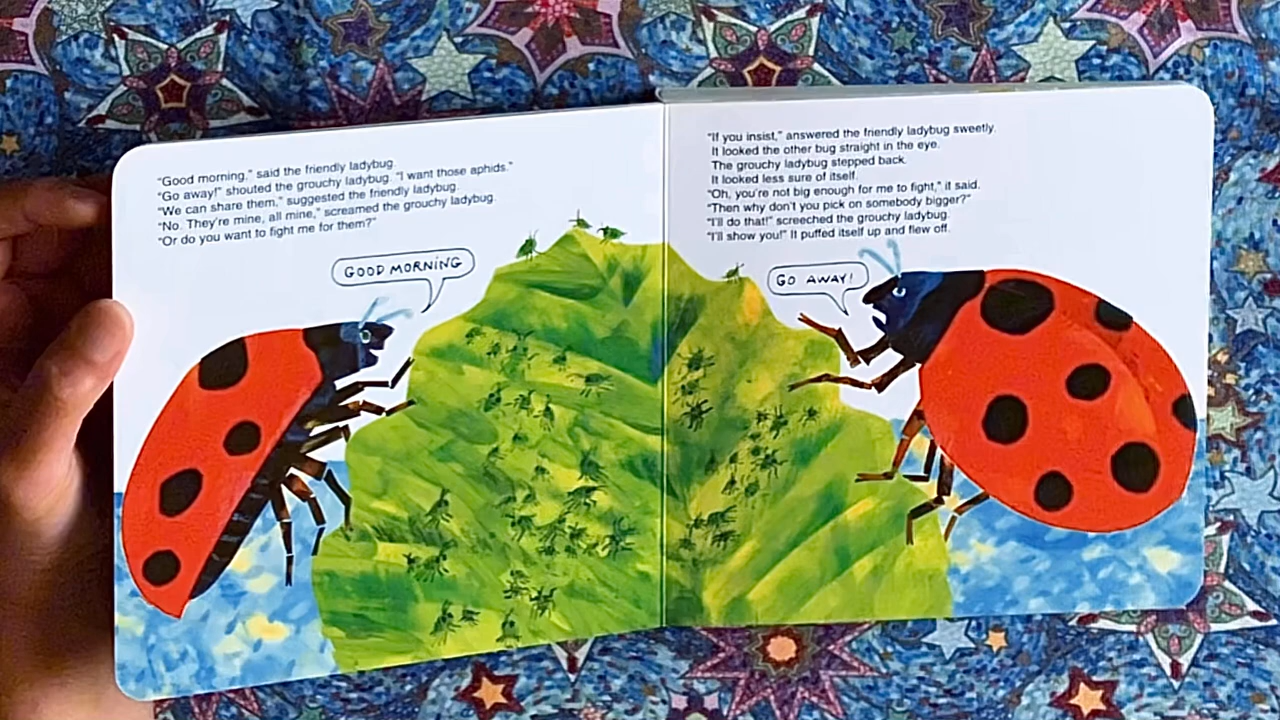 "Good morning," said the friendly ladybug.
"Go away!" shouted the grouchy ladybug. "I want those aphids."
"We can share them," suggested the friendly ladybug.
"No. They're mine, all mine," screamed the grouchy ladybug.
"Or do you want to fight me for them?"
GOOD MORNING
"If you insist," answered the friendly ladybug sweetly.
It looked the other bug straight in the eye.
The grouchy ladybug stepped back.
It looked less sure of itself.
"Oh, you're not big enough for me to fight," it said.
"Then why don't you pick on somebody bigger?"
"I'll do that!" screeched the grouchy ladybug.
"I'll show you!" It puffed itself up and flew off.
GO AWAY!